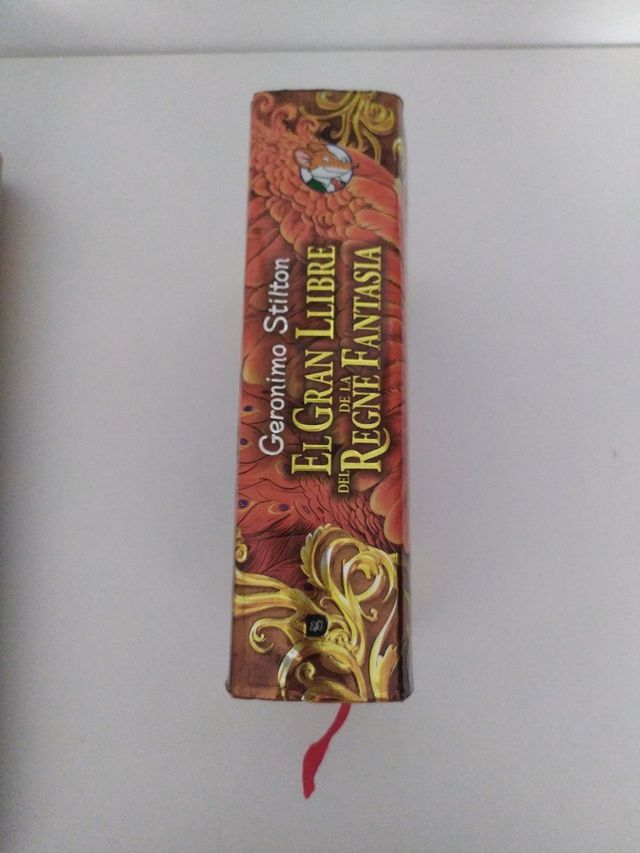 Geronimo Stilton
EL GRAN LLIBRE
DE LA
DEL REGNE FANTASIA